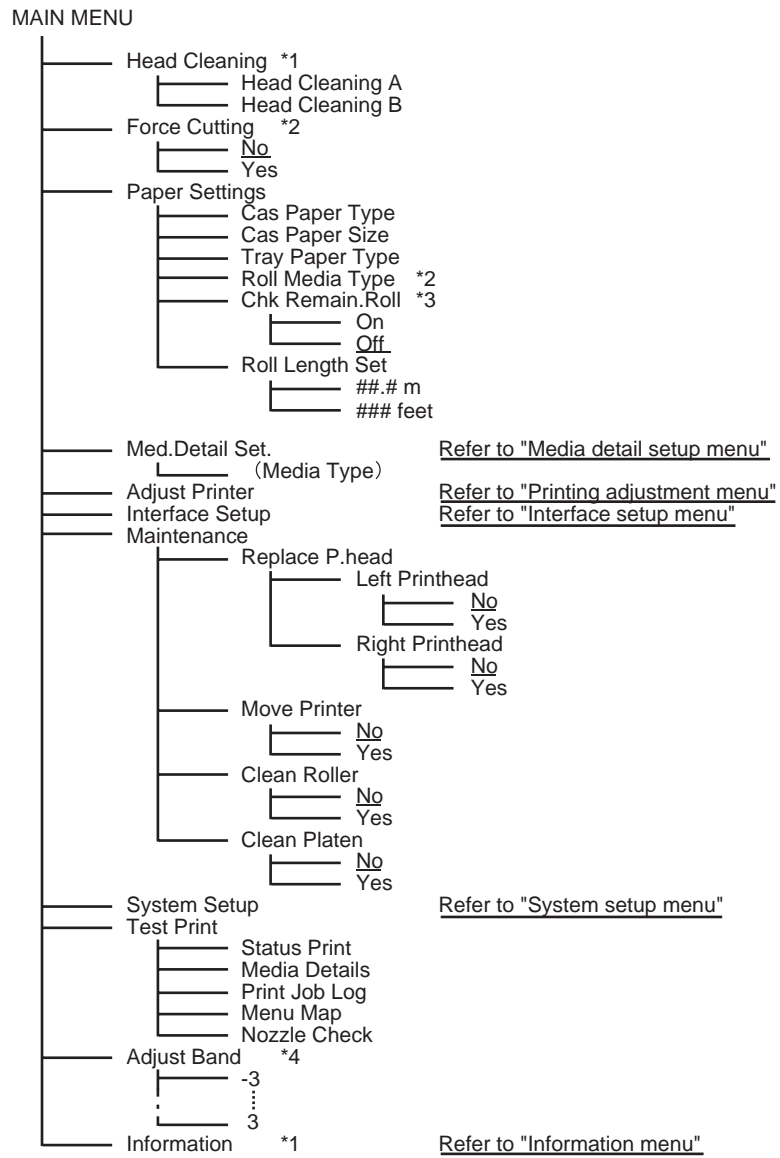 MAIN MENU
Head Cleaning *1
Head Cleaning A
Head Cleaning B
Force Cutting *2
No
Yes
Paper Settings
Cas Paper Type
Cas Paper Size
Tray Paper Type
Roll Media Type *2
Chk Remain.Roll *3
On
Off
Roll Length Set
##.# m
### feet
Med.Detail Set. Refer to "Media detail setup menu"
（Media Type）
Adjust Printer Refer to "Printing adjustment menu"
Interface Setup Refer to "Interface setup menu"
Maintenance
Replace P.head
Left Printhead
No
Yes
Right Printhead
No
Yes
Move Printer
No
Yes
Clean Roller
No
Yes
Clean Platen
No
Yes
System Setup Refer to "System setup menu"
Test Print
Status Print
Media Details
Print Job Log
Menu Map
Nozzle Check
Adjust Band *4
-3
3
Information *1 Refer to "Information menu"